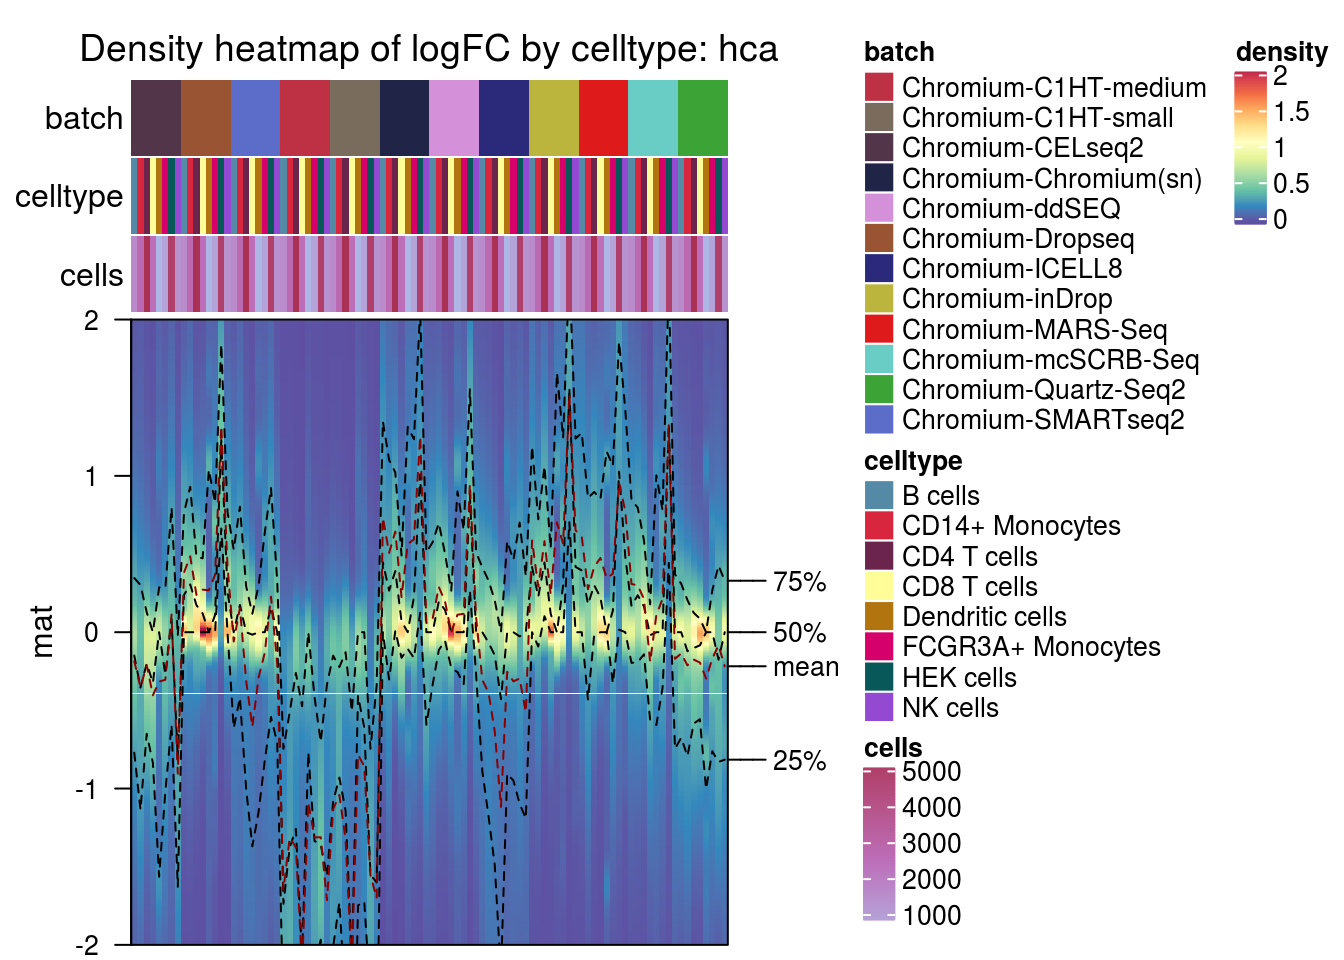 Density heatmap of logFC by celltype: hca
batch
celltype
cells
2
1
0
-1
-2
mat
75%
50%
mean
25%
batch
Chromium-C1HT-medium
Chromium-C1HT-small
Chromium-CELseq2
Chromium-Chromium(sn)
Chromium-ddSEQ
Chromium-Dropseq
Chromium-ICELL8
Chromium-inDrop
Chromium-MARS-Seq
Chromium-mcSCRB-Seq
Chromium-Quartz-Seq2
Chromium-SMARTseq2
celltype
B cells
CD14+ Monocytes
CD4 T cells
CD8 T cells
Dendritic cells
FCGR3A+ Monocytes
HEK cells
NK cells
cells
5000
4000
3000
2000
1000
density
2
1.5
1
0.5
0